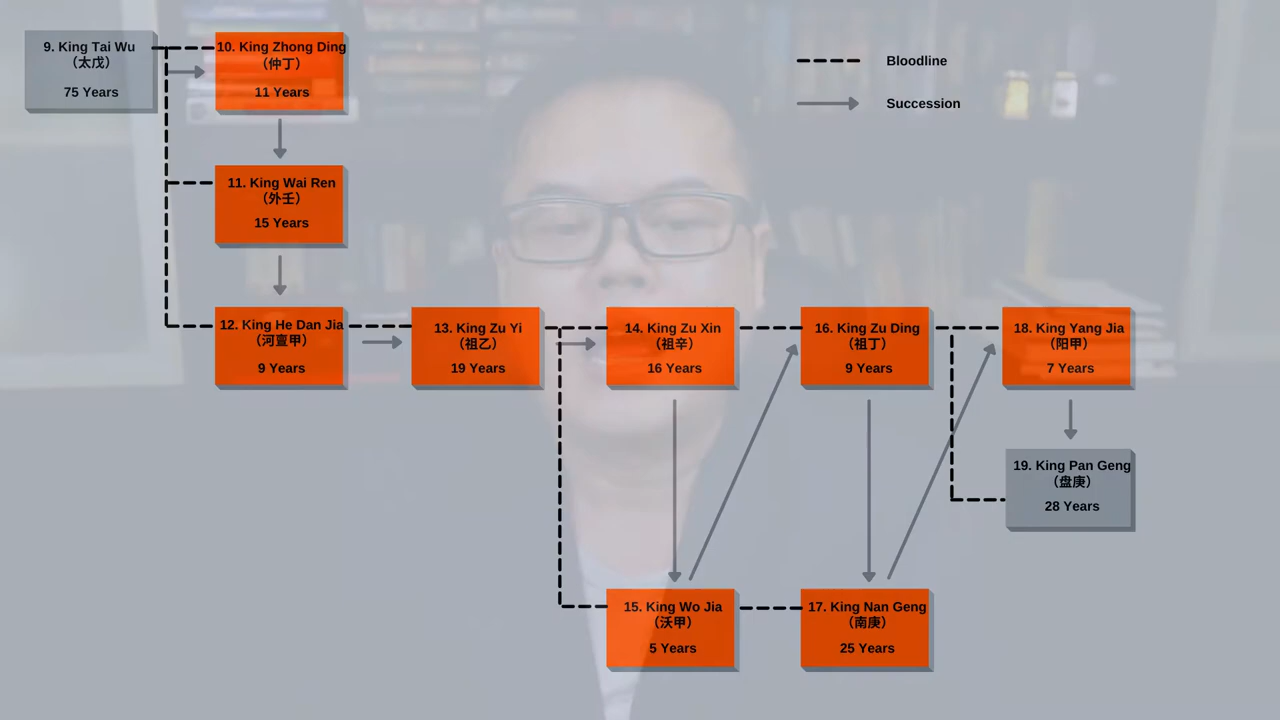 9. King Tai Wu
（太戊）
75 Years
10. King Zhong Ding
（仲丁）
11 Years
Bloodline
Succession
11. King Wai Ren
（外壬）
15 Years
12. King He Dan Jia
（河亶甲）
9 Years
13. King Zu Yi
（祖乙）
19 Years
14. King Zu Xin
（祖辛）
16 Years
16. King Zu Ding
（祖丁）
9 Years
18. King Yang Jia
（阳甲）
7 Years
19. King Pan Geng
（盘庚）
28 Years
15. King Wo Jia
（沃甲）
5 Years
17. King Nan Geng
（南庚）
25 Years